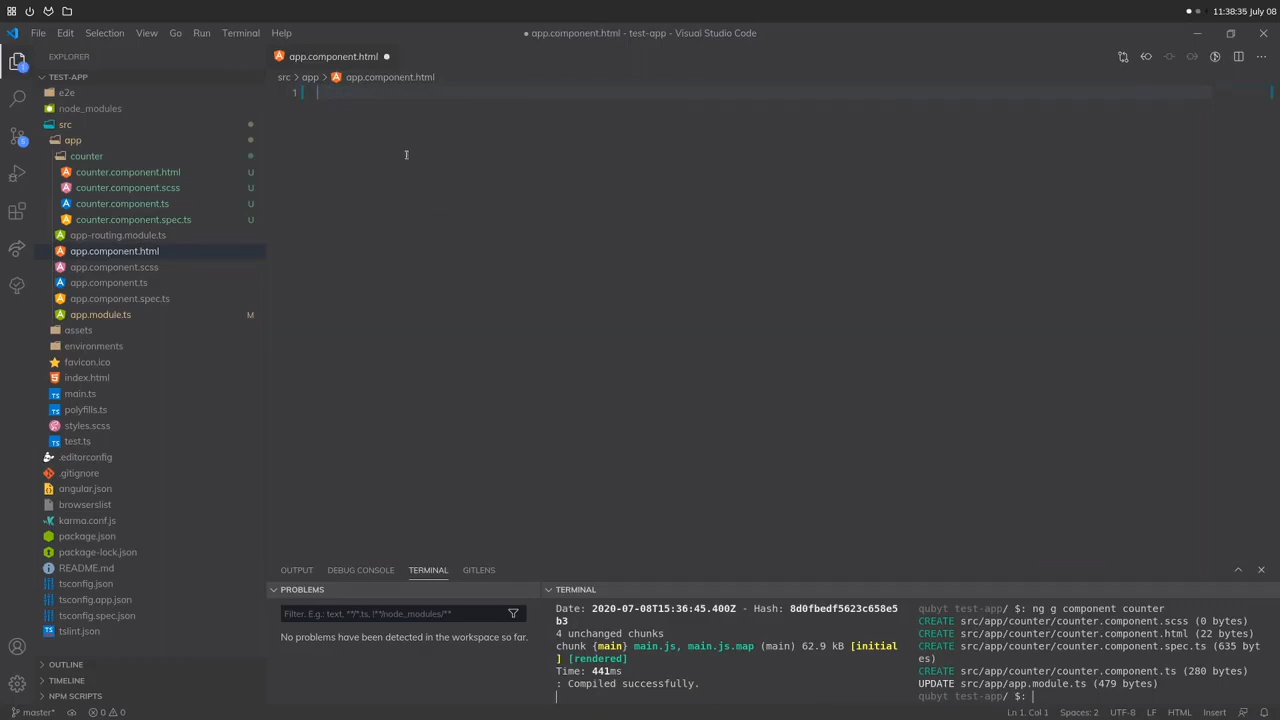 11:38:35 July 08
File Edit Selection View Go Run Terminal Help
● app.component.html - test-app - Visual Studio Code
EXPLORER
app.component.html
TEST-APP
src > app > app.component.html
1
e2e
node_modules
src
app
counter
counter.component.html U
counter.component.scss U
counter.component.ts U
counter.component.spec.ts U
app-routing.module.ts
app.component.html
app.component.scss
app.component.ts
app.component.spec.ts
app.module.ts M
assets
environments
favicon.ico
index.html
main.ts
polyfills.ts
styles.scss
test.ts
.editorconfig
.gitignore
angular.json
browserslist
karma.conf.js
package.json
package-lock.json
README.md
tsconfig.json
tsconfig.app.json
tsconfig.spec.json
tslint.json
OUTLINE
TIMELINE
NPM SCRIPTS
OUTPUT DEBUG CONSOLE TERMINAL GITLENS
PROBLEMS
Filter. E.g.: text, **/*.ts, !**/node_modules/**
No problems have been detected in the workspace so far.
TERMINAL
Date: 2020-07-08T15:36:45.400Z - Hash: 8d0fbedf5623c658e5
b3
4 unchanged chunks
chunk {main} main.js, main.js.map (main) 62.9 kB [initial
] [rendered]
Time: 441ms
: Compiled successfully.
qubyt test-app/ $: ng g component counter
CREATE src/app/counter/counter.component.scss (0 bytes)
CREATE src/app/counter/counter.component.html (22 bytes)
CREATE src/app/counter/counter.component.spec.ts (635 byt
es)
CREATE src/app/counter/counter.component.ts (280 bytes)
UPDATE src/app/app.module.ts (479 bytes)
qubyt test-app/ $:
master* 0 0
Ln 1, Col 1 Spaces: 2 UTF-8 LF HTML Insert